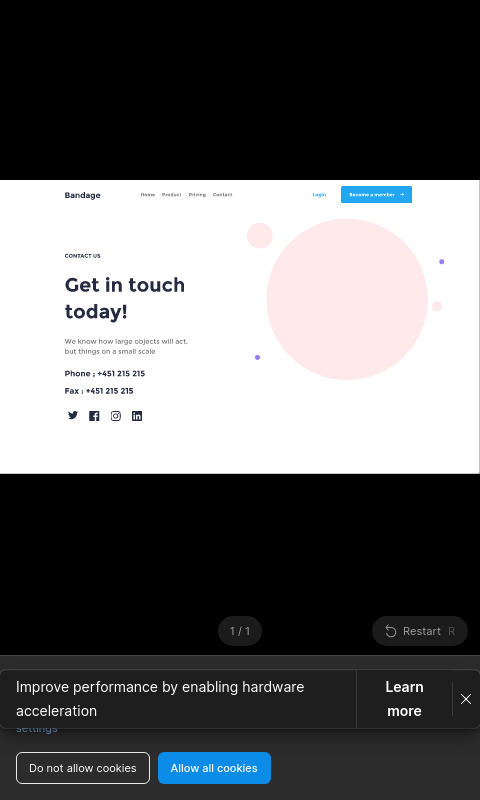 Bandage
Home Product Pricing Contact
Login
Become a member
CONTACT US
Get in touch
today!
We know how large objects will act,
but things on a small scale
Phone ; +451 215 215
Fax : +451 215 215
1 / 1
Restart R
Improve performance by enabling hardware
acceleration
Learn
more
settings
Do not allow cookies
Allow all cookies